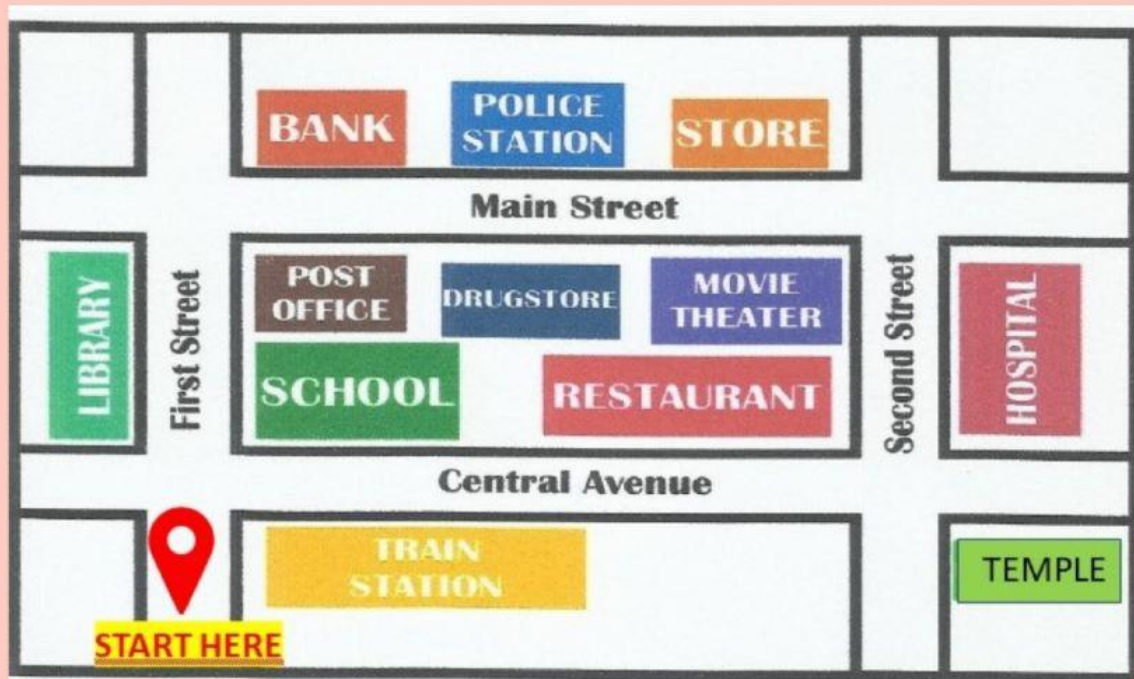 BANK
POLICE
STATION
STORE
Main Street
LIBRARY
First Street
POST
OFFICE
DRUGSTORE
MOVIE
THEATER
SCHOOL
RESTAURANT
Second Street
HOSPITAL
Central Avenue
TRAIN
STATION
TEMPLE
START HERE